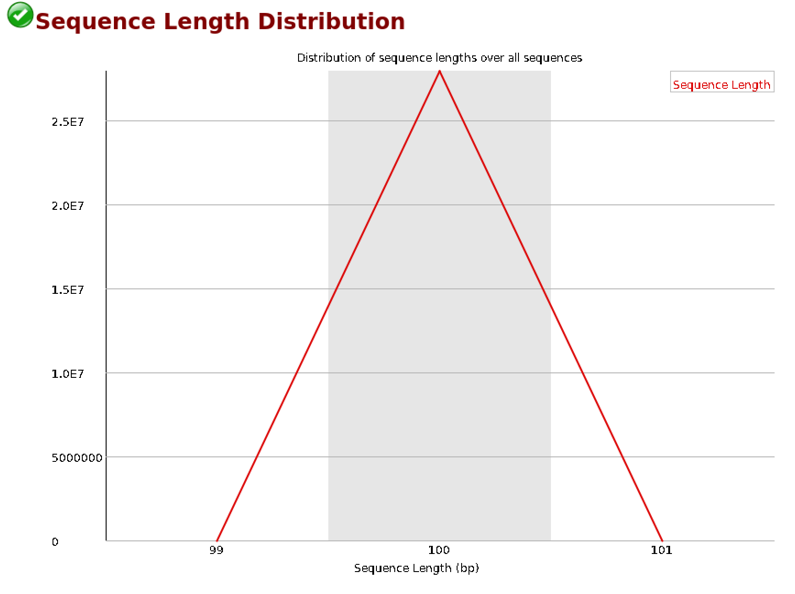 Sequence Length Distribution
Distribution of sequence lengths over all sequences
Sequence Length
2.5E7
2.0E7
1.5E7
1.0E7
5000000
0
99 100 101
Sequence Length (bp)